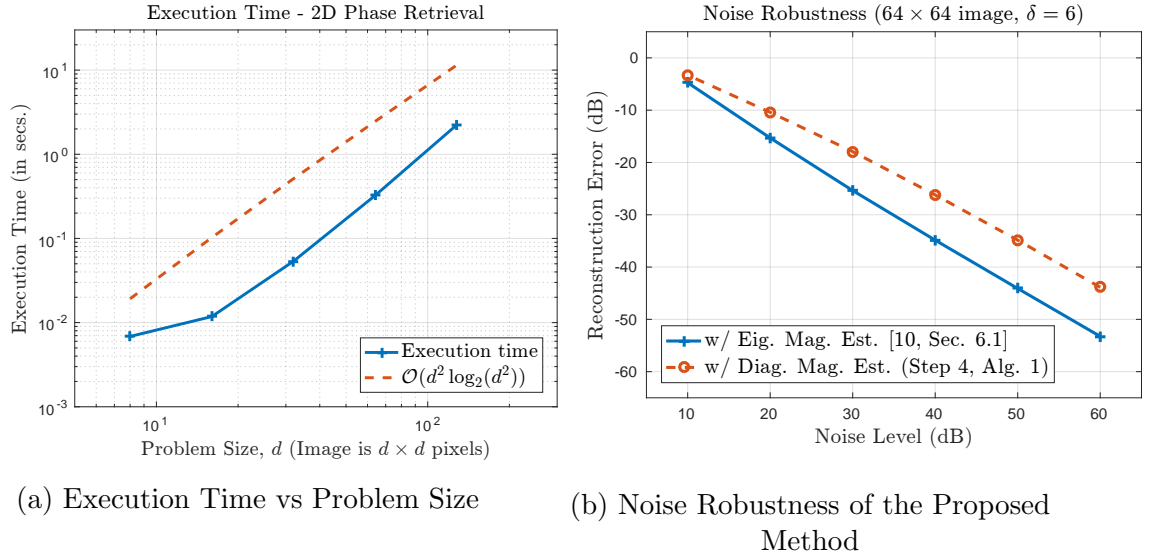 Execution Time - 2D Phase Retrieval
10^1
10^0
10^-1
10^-2
10^-3
Execution Time (in secs.)
Execution time
O(d^2 log_2(d^2))
10^1
10^2
Problem Size, d (Image is d × d pixels)
(a) Execution Time vs Problem Size
Noise Robustness (64 × 64 image, δ = 6)
0
-10
-20
-30
-40
-50
-60
Reconstruction Error (dB)
w/ Eig. Mag. Est. [10, Sec. 6.1]
w/ Diag. Mag. Est. (Step 4, Alg. 1)
10
20
30
40
50
60
Noise Level (dB)
(b) Noise Robustness of the Proposed
Method